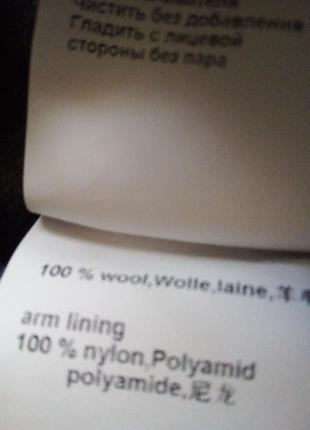 Чистить без добавления
Гладить с лицевой
стороны без пара
100 % wool,Wolle,laine,羊
arm lining
100 % nylon,Polyamid
polyamide,尼龙